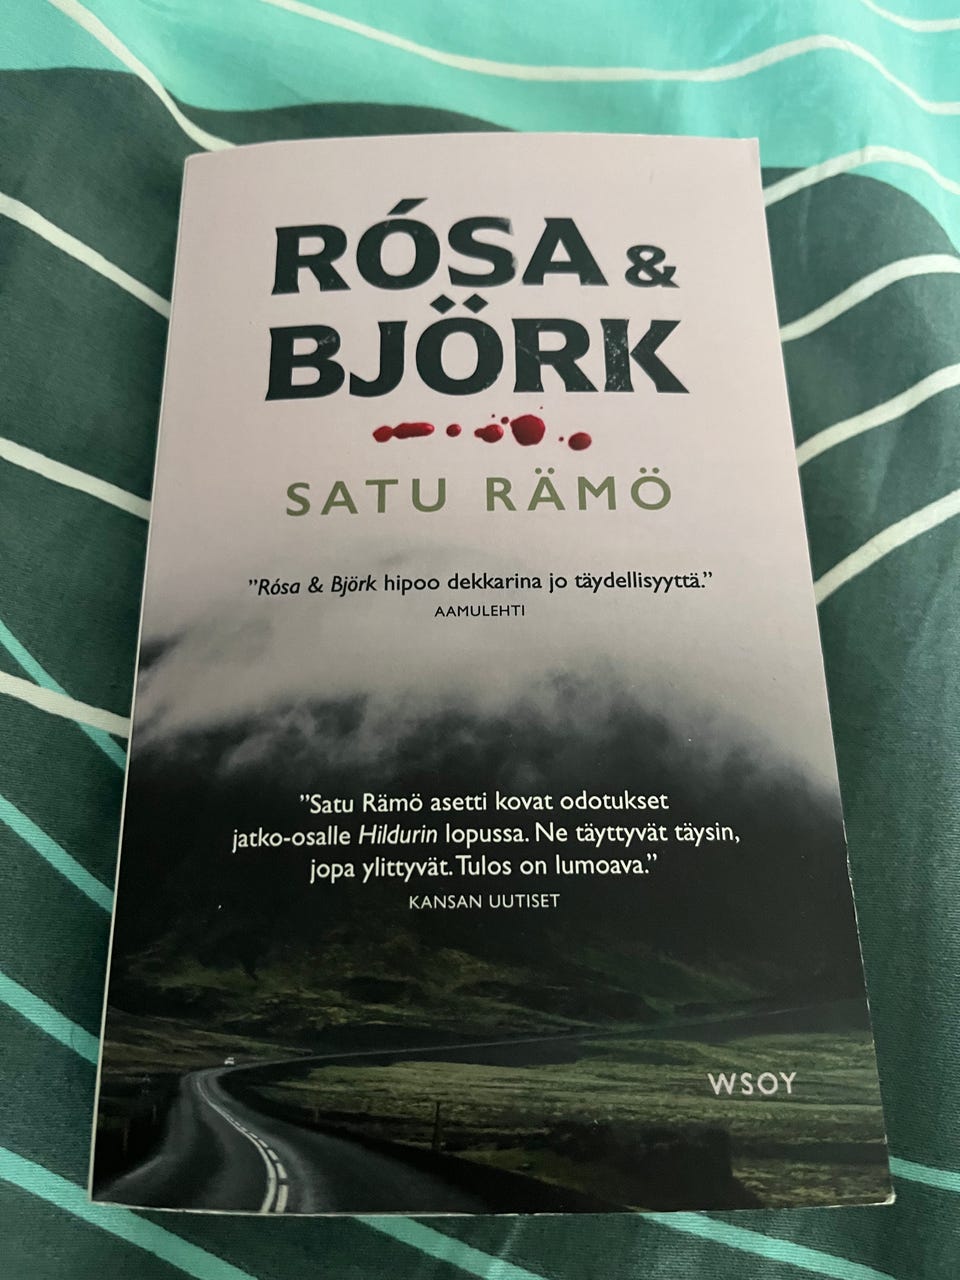 RÓSA &
BJÖRK
SATU RÄMÖ
”Rósa & Björk hipoo dekkarina jo täydellisyyttä.”
AAMULEHTI
”Satu Rämö asetti kovat odotukset
jatko-osalle Hildurin lopussa. Ne täyttyvät täysin,
jopa ylittyvät. Tulos on lumoava.”
KANSAN UUTISET
WSOY